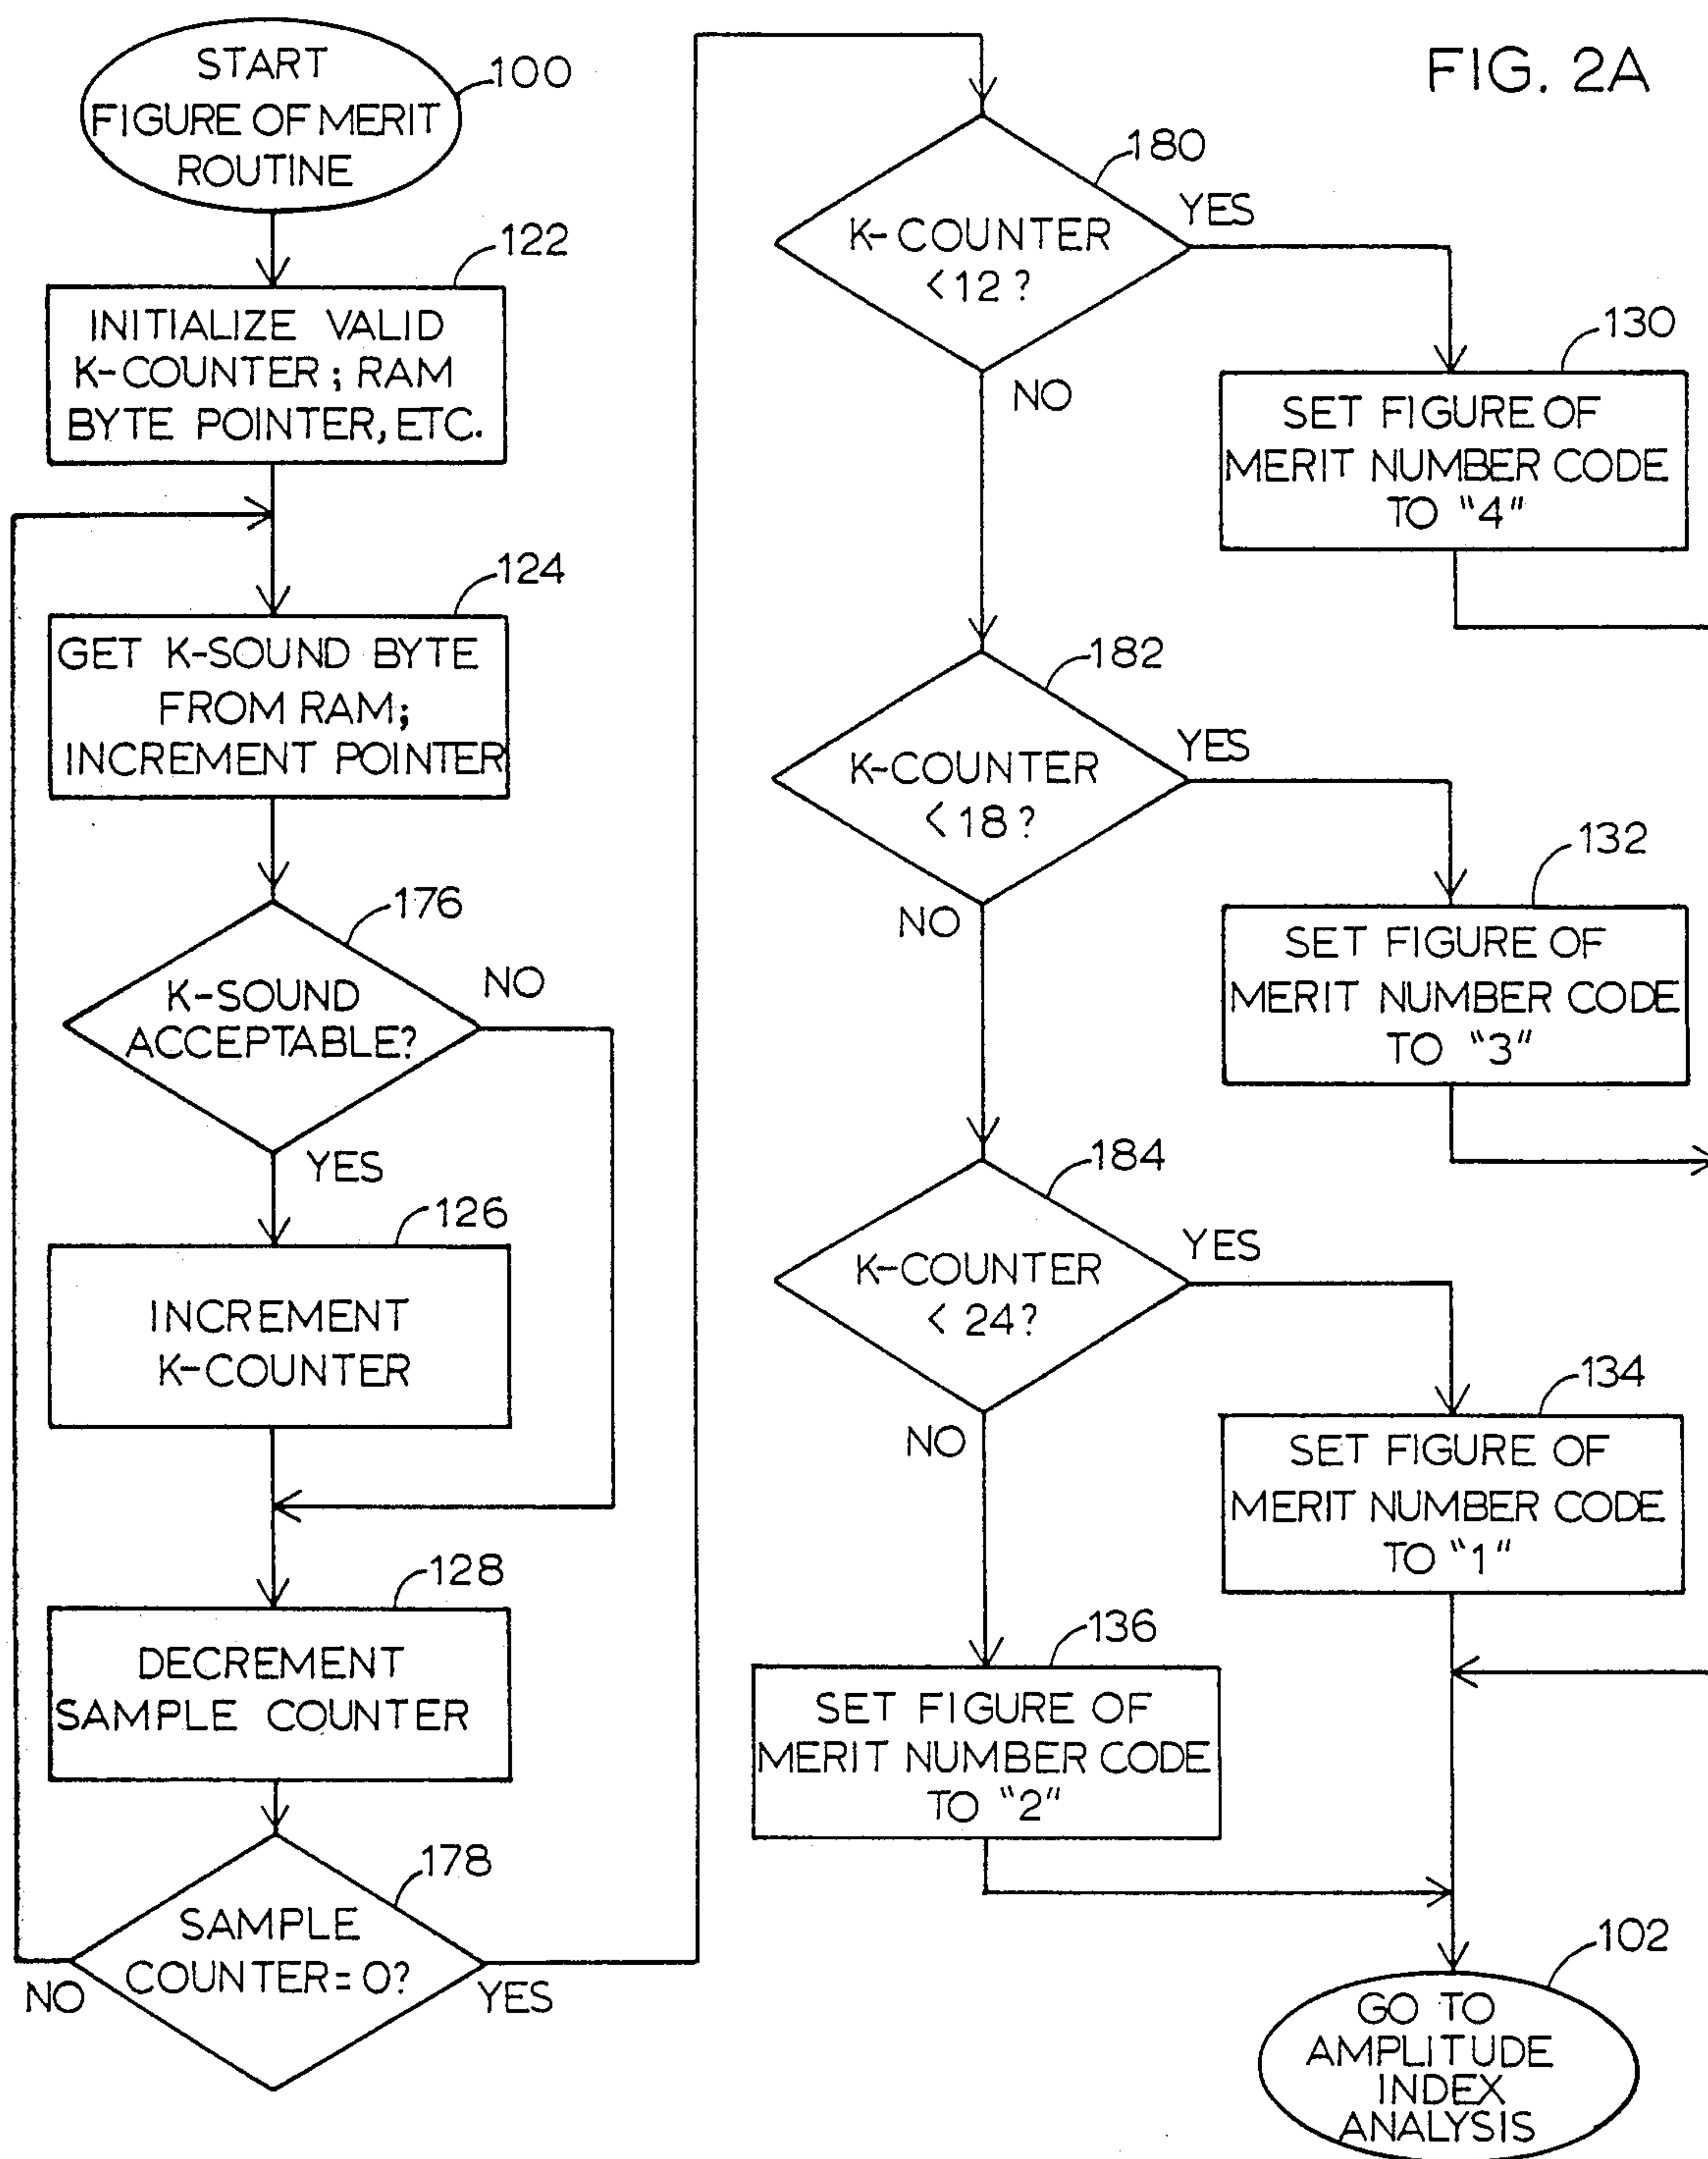 FIG. 2A
START
FIGURE OF MERIT
ROUTINE
100
122
INITIALIZE VALID
K-COUNTER; RAM
BYTE POINTER, ETC.
124
GET K-SOUND BYTE
FROM RAM;
INCREMENT POINTER
176
K-SOUND
ACCEPTABLE?
NO
YES
126
INCREMENT
K-COUNTER
128
DECREMENT
SAMPLE COUNTER
178
SAMPLE
COUNTER=0?
NO
YES
180
K-COUNTER
<12?
YES
NO
130
SET FIGURE OF
MERIT NUMBER CODE
TO "4"
182
K-COUNTER
<18?
YES
NO
132
SET FIGURE OF
MERIT NUMBER CODE
TO "3"
184
K-COUNTER
< 24?
YES
NO
134
SET FIGURE OF
MERIT NUMBER CODE
TO "1"
136
SET FIGURE OF
MERIT NUMBER CODE
TO "2"
102
GO TO
AMPLITUDE
INDEX
ANALYSIS